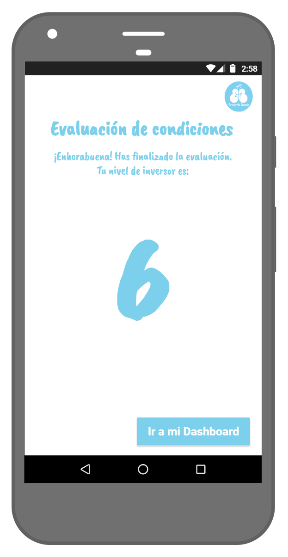 2:58
Evaluación de condiciones
¡Enhorabuena! Has finalizado la evaluación.
Tu nivel de inversor es:
6
Ir a mi Dashboard